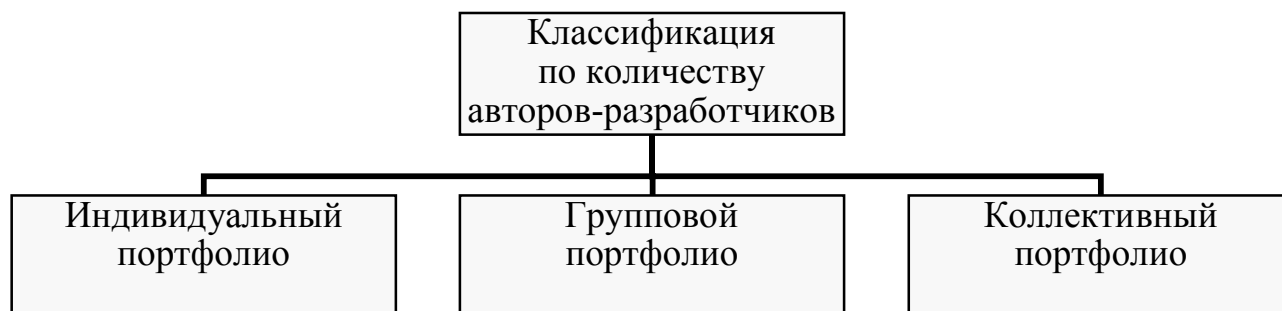 Классификация
по количеству
авторов-разработчиков
Индивидуальный
портфолио
Групповой
портфолио
Коллективный
портфолио